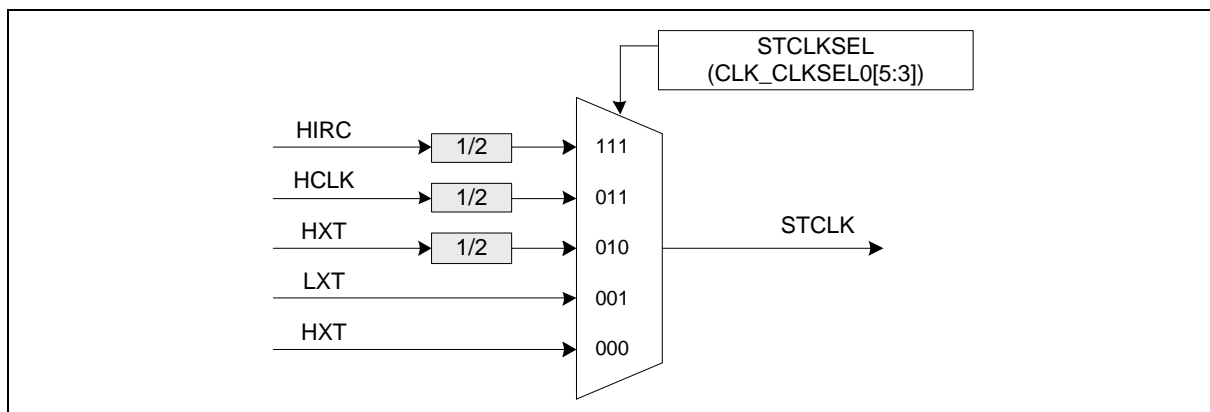 STCLKSEL
(CLK_CLKSEL0[5:3])
HIRC
1/2
111
HCLK
1/2
011
HXT
1/2
010
STCLK
LXT
001
HXT
000